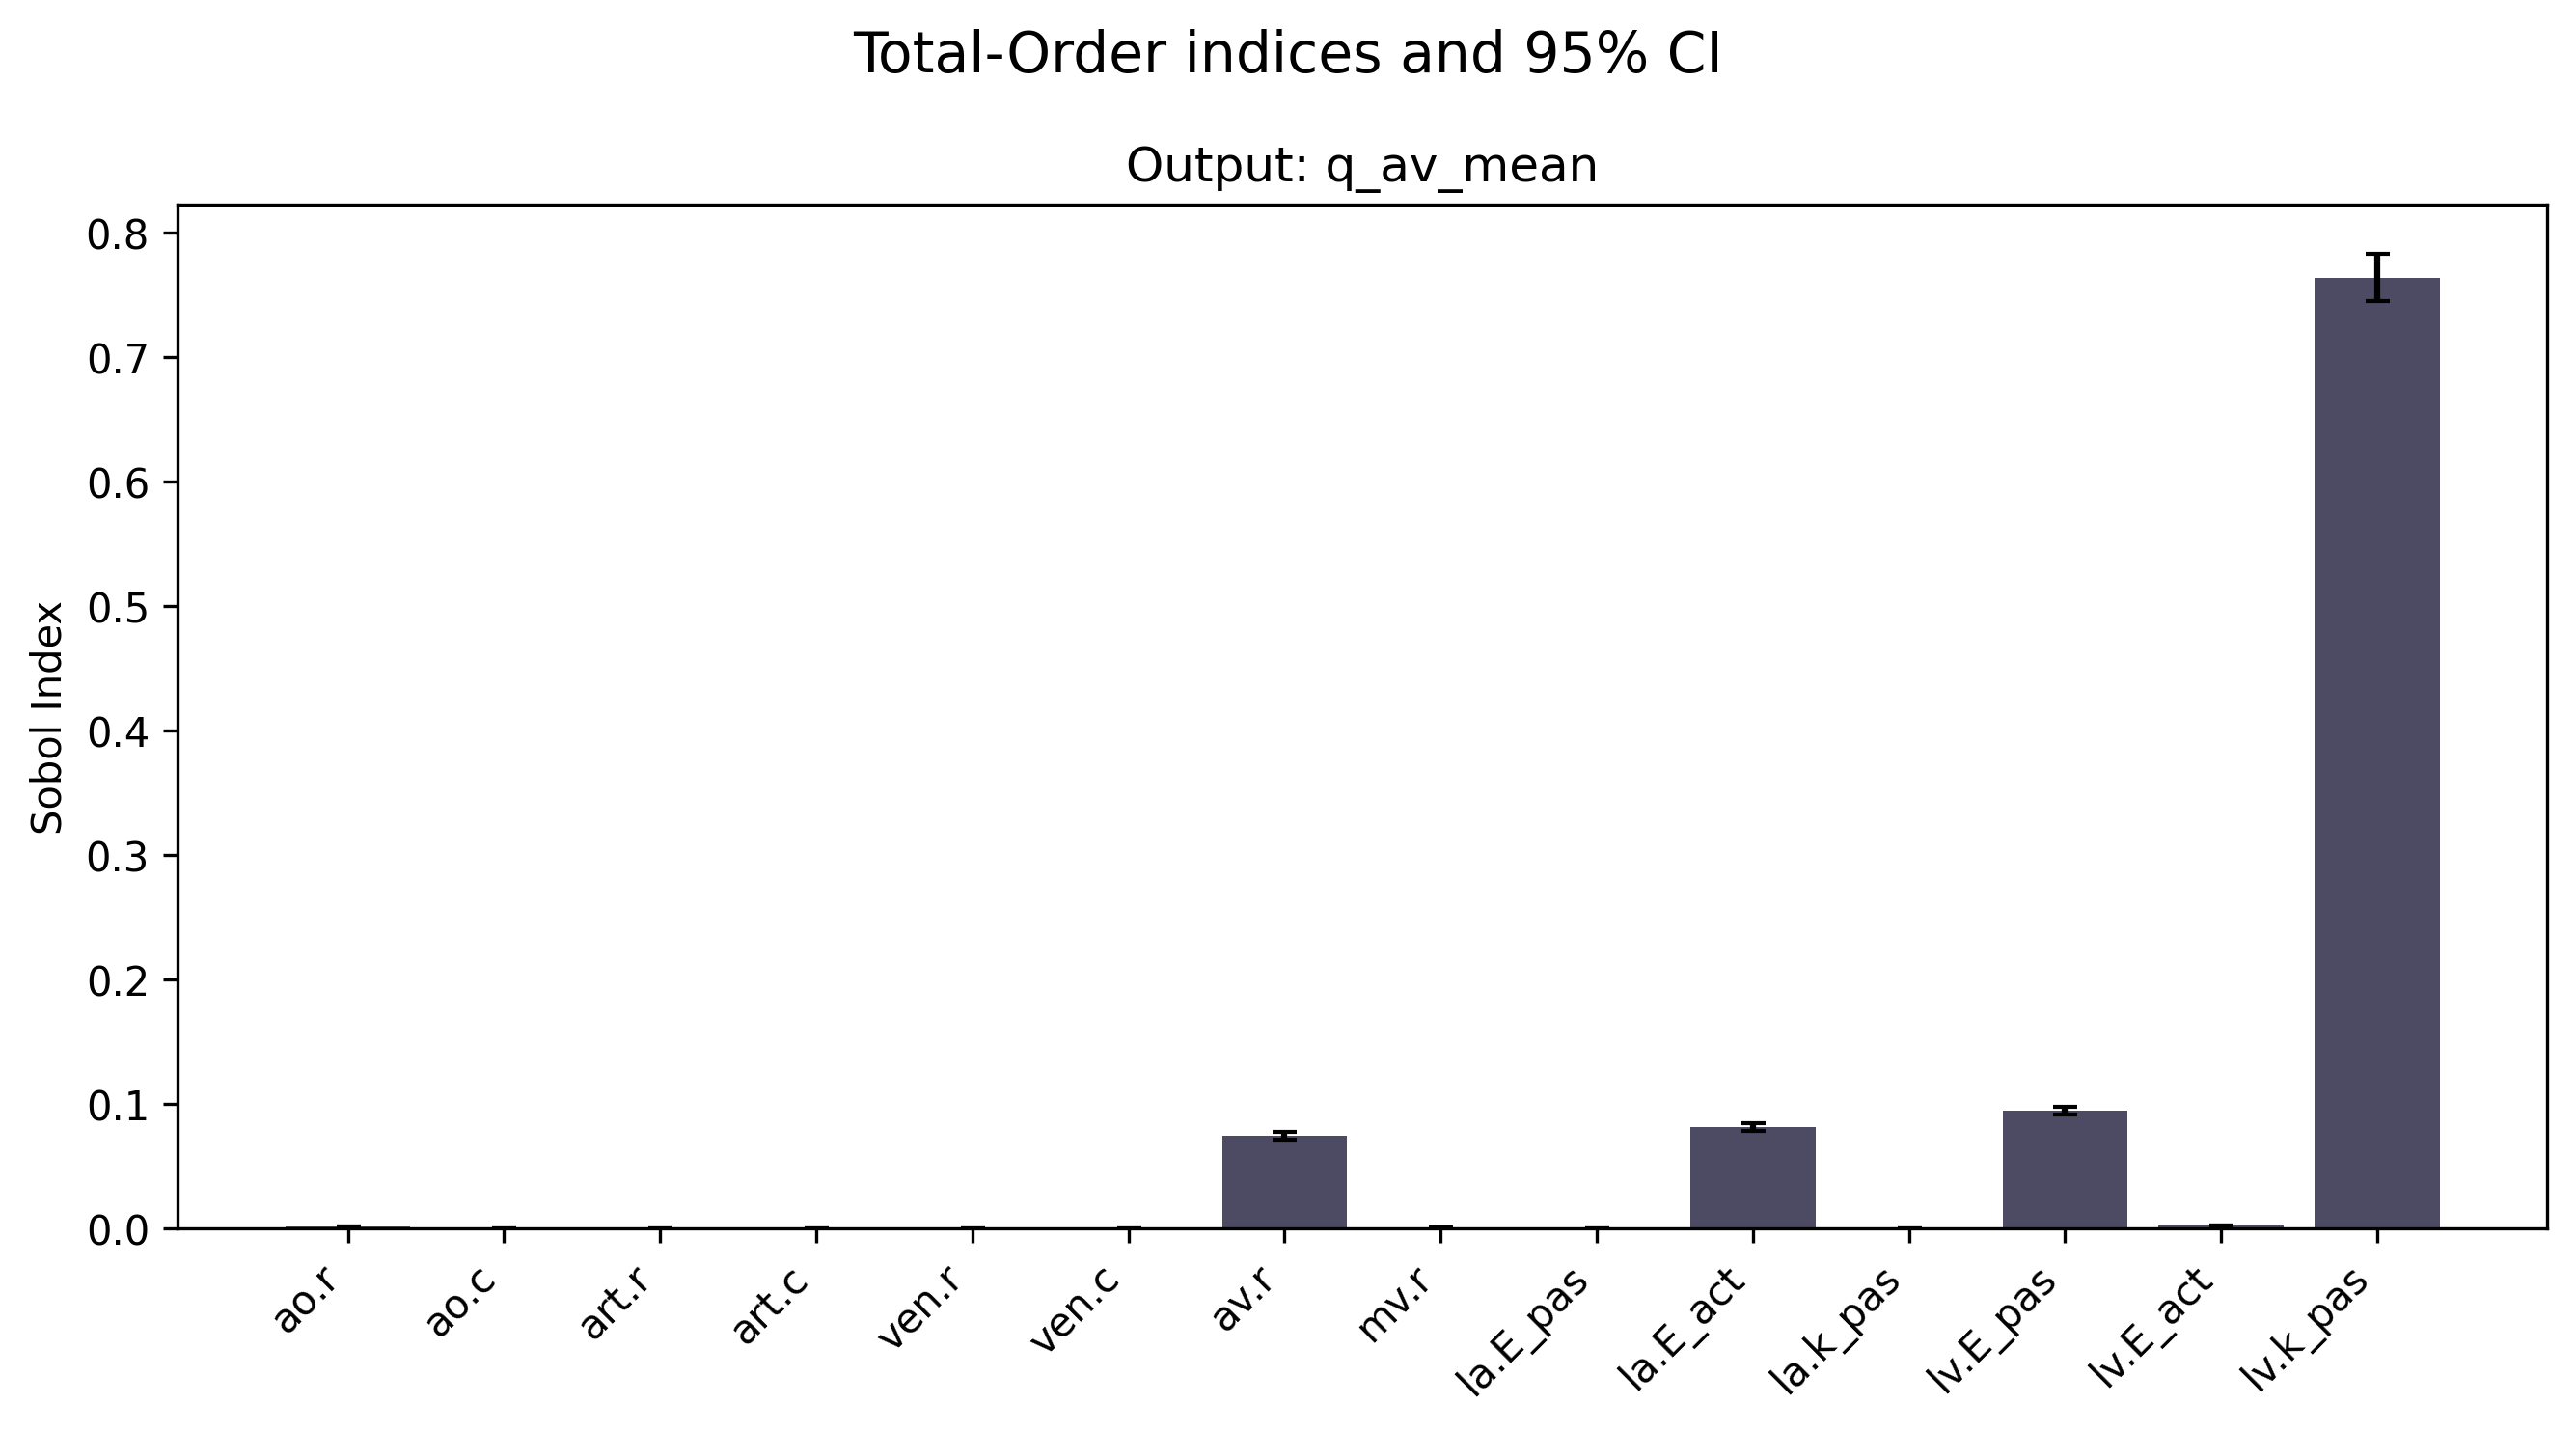 Total-Order indices and 95% CI
Output: q_av_mean
Sobol Index
0.8
0.7
0.6
0.5
0.4
0.3
0.2
0.1
0.0
ao.r
ao.c
art.r
art.c
ven.r
ven.c
av.r
mv.r
la.E_pas
la.E_act
la.k_pas
lv.E_pas
lv.E_act
lv.k_pas